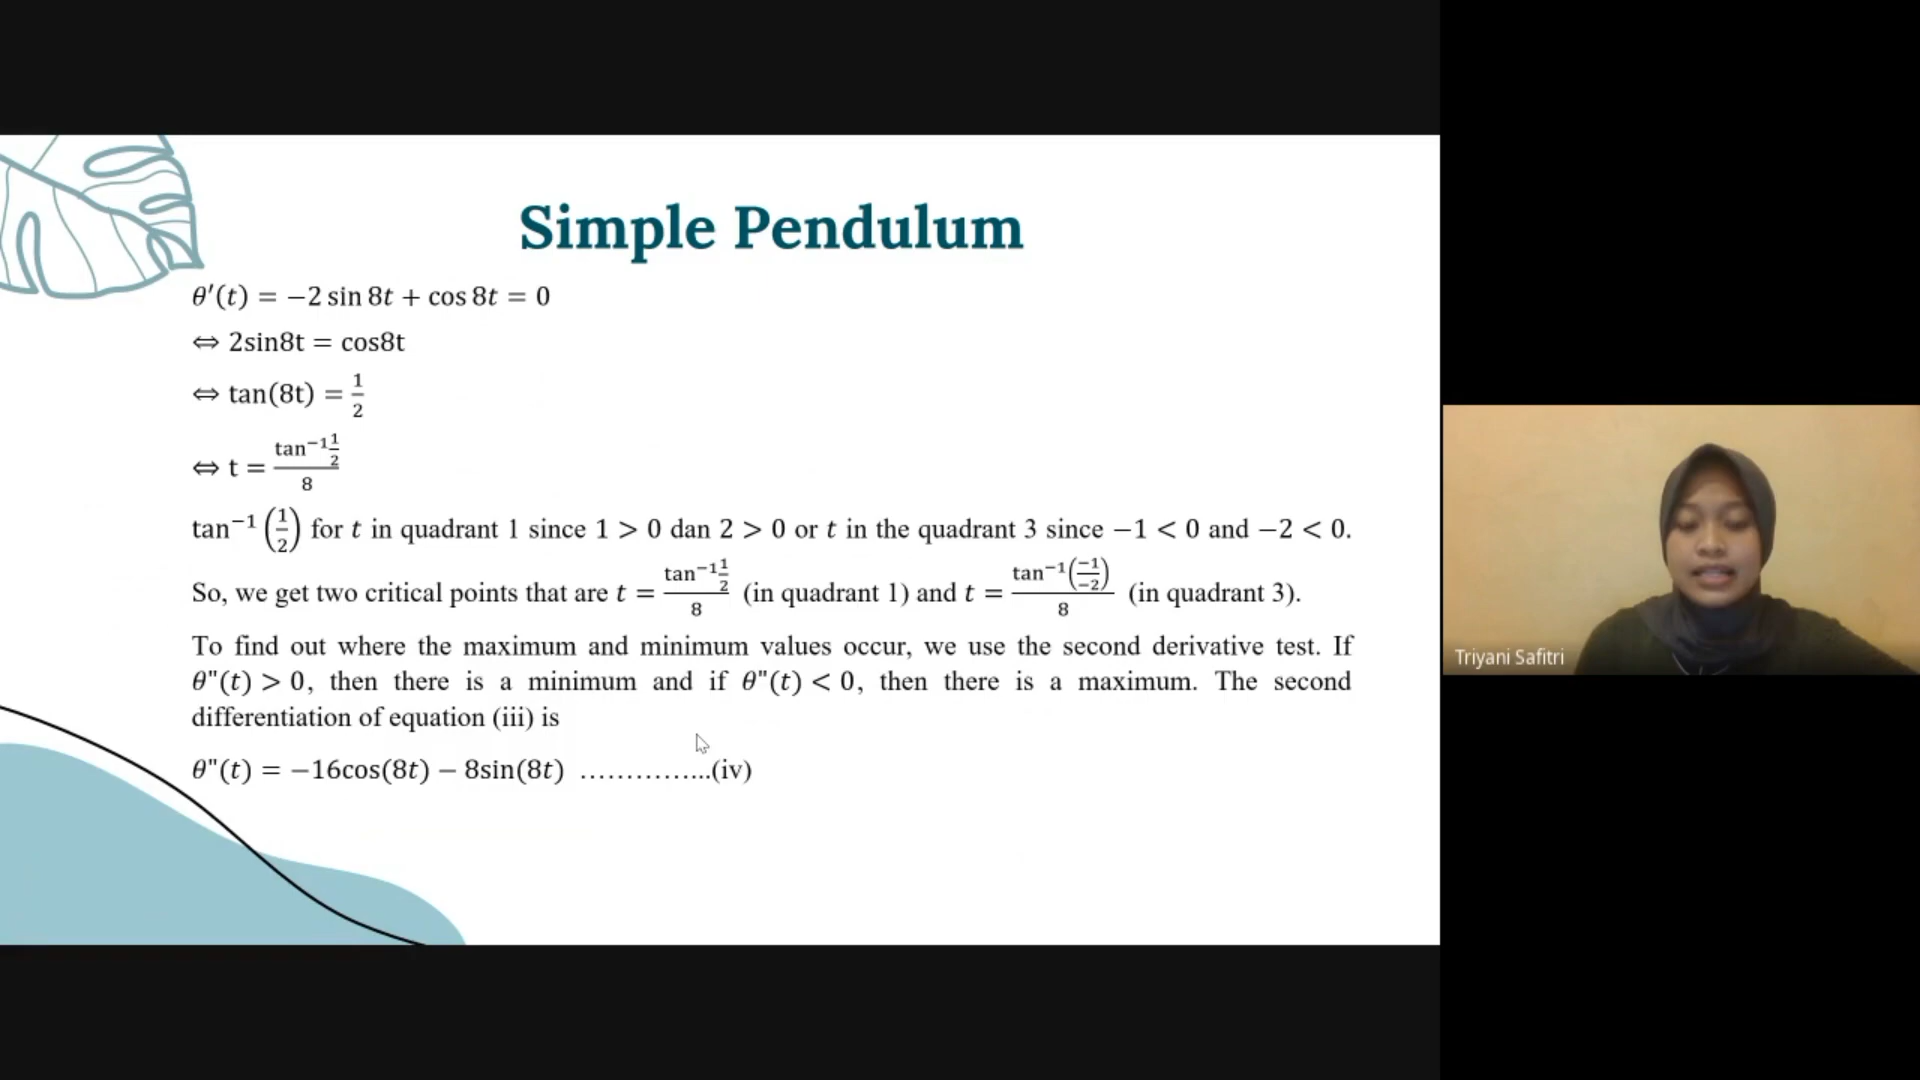 Simple Pendulum
θ′(t) = −2 sin 8t + cos 8t = 0
⇔ 2sin8t = cos8t
⇔ tan(8t) = 1/2
⇔ t = tan⁻¹ 1/2 / 8
tan⁻¹ (1/2) for t in quadrant 1 since 1 > 0 dan 2 > 0 or t in the quadrant 3 since −1 < 0 and −2 < 0.
So, we get two critical points that are t = tan⁻¹ 1/2 / 8 (in quadrant 1) and t = tan⁻¹(−1/−2) / 8 (in quadrant 3).
To find out where the maximum and minimum values occur, we use the second derivative test. If
θ"(t) > 0, then there is a minimum and if θ"(t) < 0, then there is a maximum. The second
differentiation of equation (iii) is
θ"(t) = −16cos(8t) − 8sin(8t) ……………..(iv)
Triyani Safitri